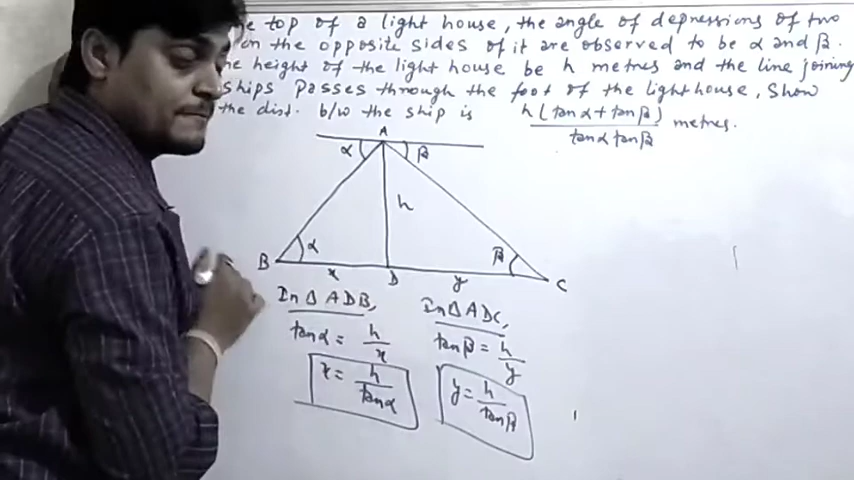 top of a light house, the angle of depressions of two
on the opposite sides of it are observed to be α and β.
height of the light house be h metres and the line joining
ships passes through the foot of the lighthouse, show
the dist. b/w the ship is h(tanα+tanβ)/tanα tanβ metres.
A
α β
h
α β
B x D y C
In Δ ADB, In Δ ADC,
tanα = h/x tanβ = h/y
x = h/tanα y = h/tanβ